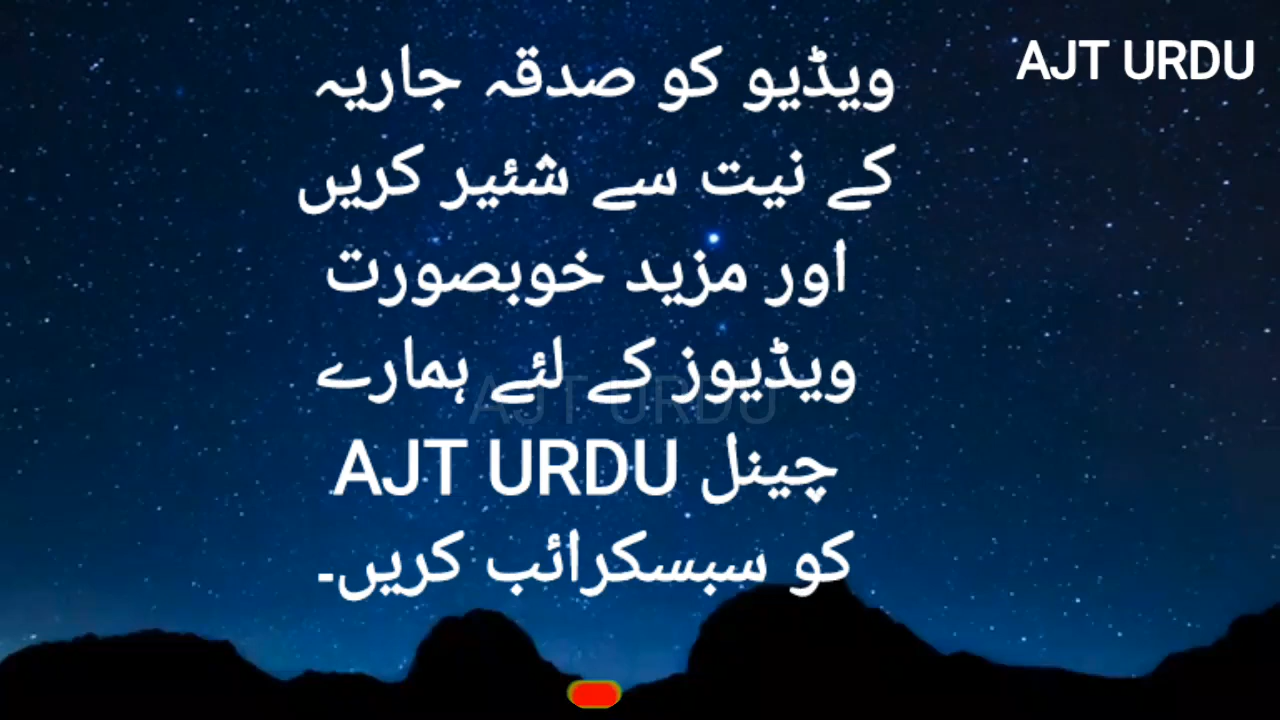 AJT URDU
ویڈیو کو صدقہ جاریہ
کے نیت سے شئیر کریں
اور مزید خوبصورت
ویڈیوز کے لئے ہمارے
چینل AJT URDU
کو سبسکرائب کریں۔
AJT URDU